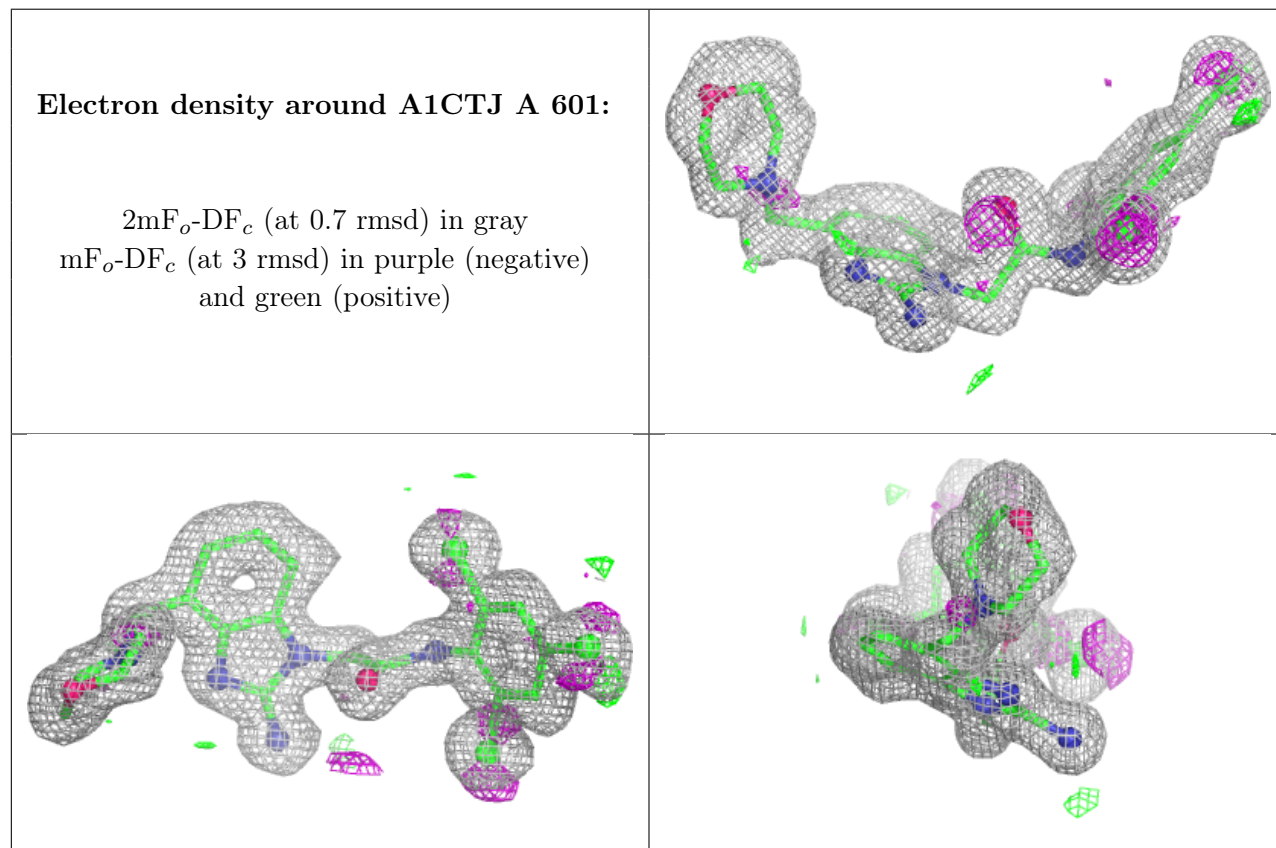 Electron density around A1CTJ A 601:
2mFo-DFc (at 0.7 rmsd) in gray
mFo-DFc (at 3 rmsd) in purple (negative)
and green (positive)